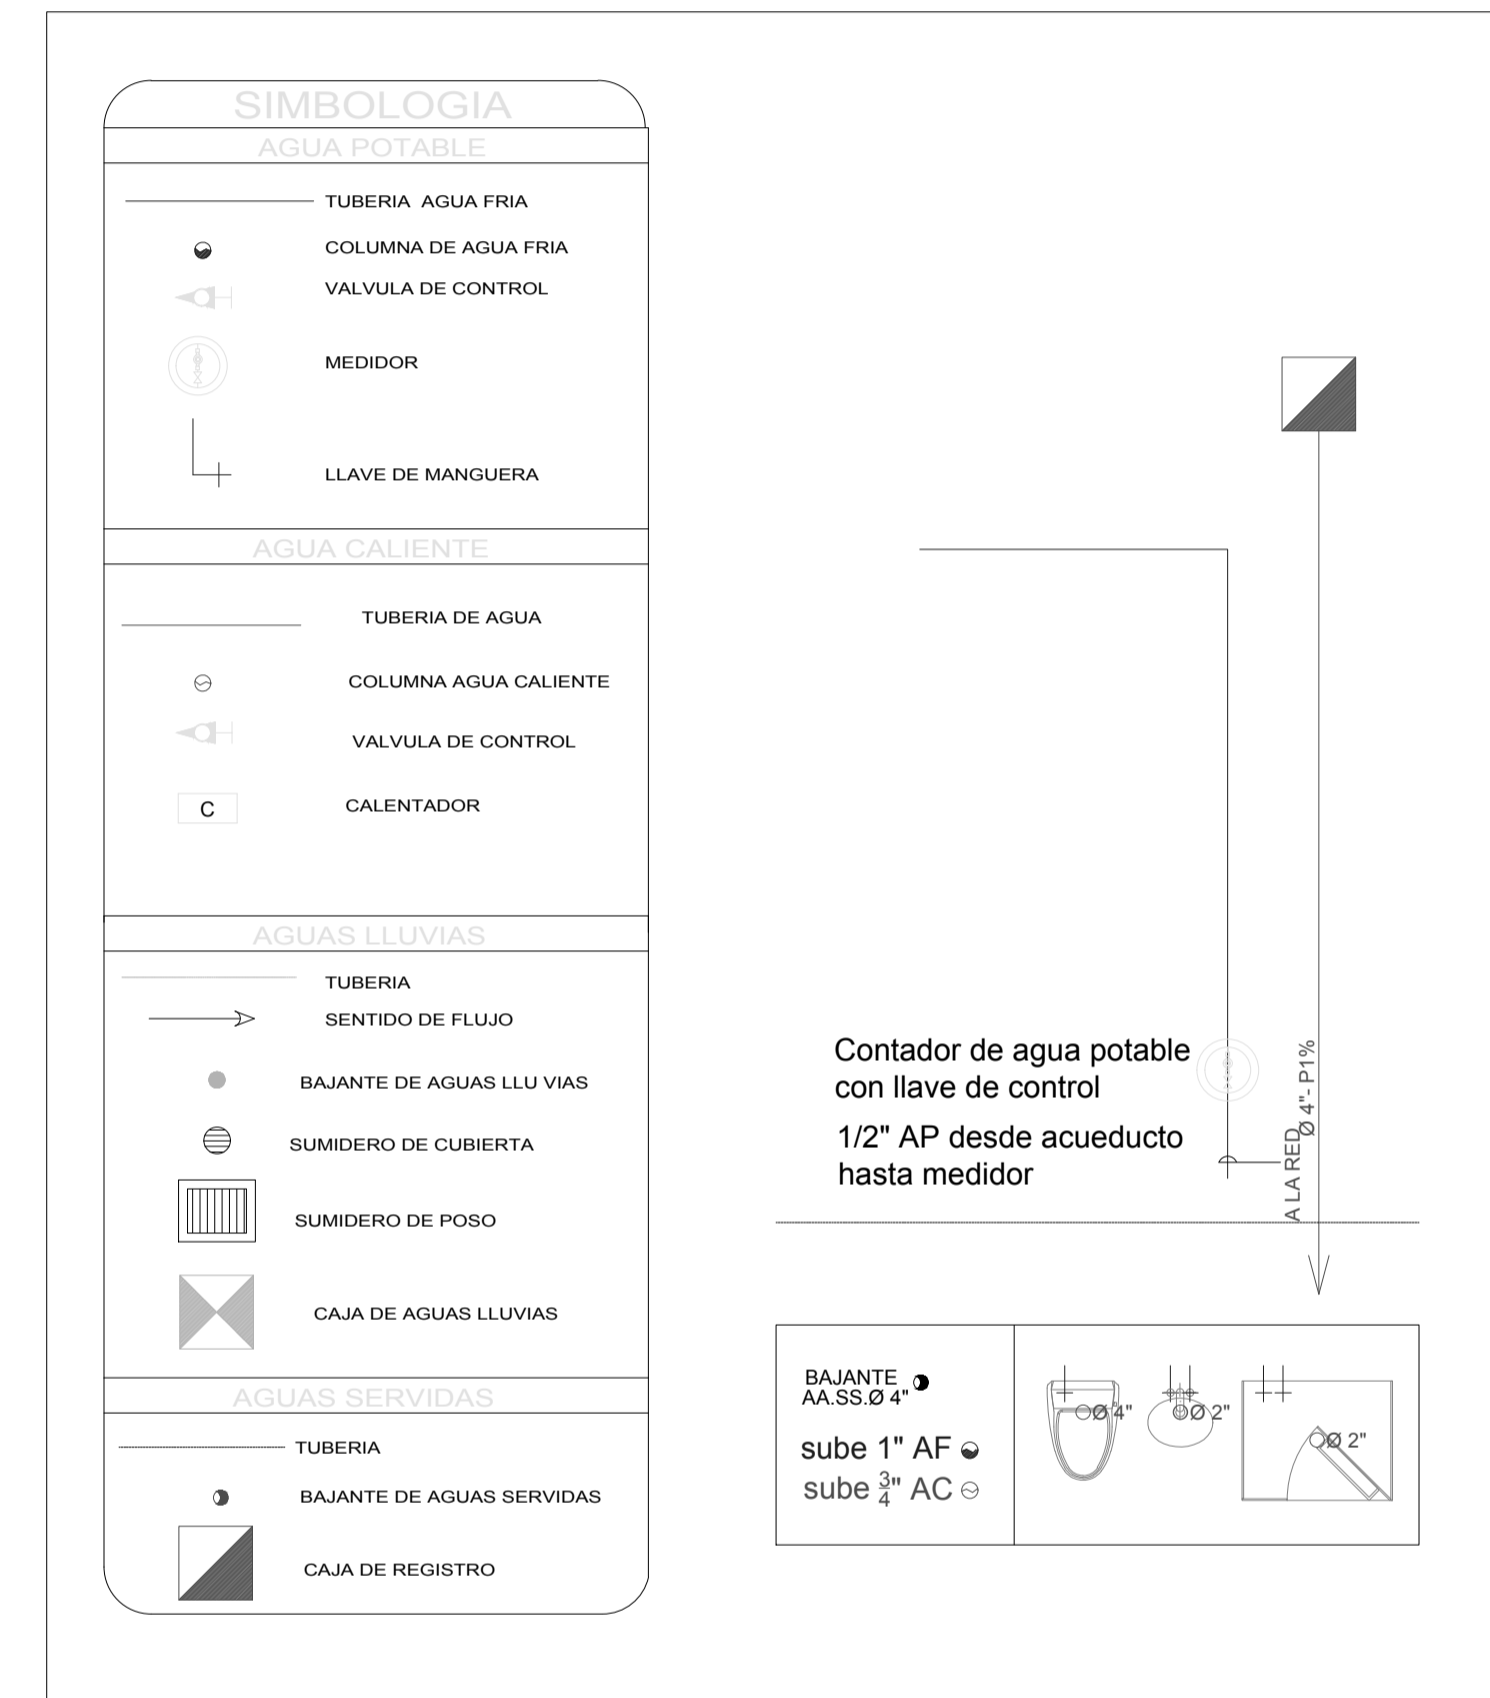 SIMBOLOGIA
AGUA POTABLE
TUBERIA AGUA FRIA
COLUMNA DE AGUA FRIA
VALVULA DE CONTROL
MEDIDOR
LLAVE DE MANGUERA
AGUA CALIENTE
TUBERIA DE AGUA
COLUMNA AGUA CALIENTE
VALVULA DE CONTROL
C CALENTADOR
AGUAS LLUVIAS
TUBERIA
SENTIDO DE FLUJO
BAJANTE DE AGUAS LLU VIAS
SUMIDERO DE CUBIERTA
SUMIDERO DE POSO
CAJA DE AGUAS LLUVIAS
AGUAS SERVIDAS
TUBERIA
BAJANTE DE AGUAS SERVIDAS
CAJA DE REGISTRO
Contador de agua potable
con llave de control
1/2" AP desde acueducto
hasta medidor
A LA RED
Ø 4"- P1%
BAJANTE
AA.SS.Ø 4"
sube 1" AF
sube 3/4" AC
Ø 4"
Ø 2"
Ø 2"